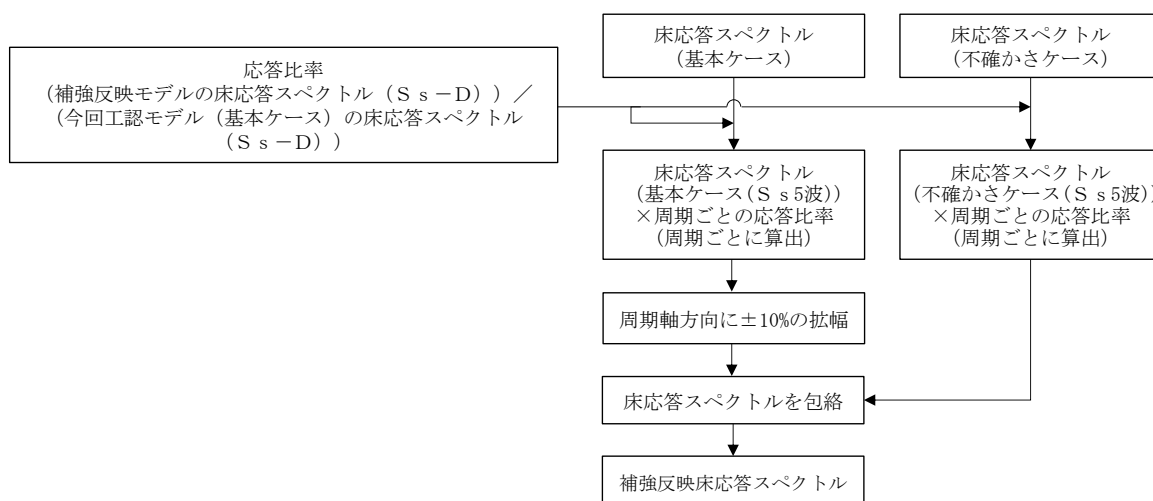 応答比率
(補強反映モデルの床応答スペクトル(Ss-D))/
(今回工認モデル(基本ケース)の床応答スペクトル
(Ss-D))
床応答スペクトル
(基本ケース)
床応答スペクトル
(不確かさケース)
床応答スペクトル
(基本ケース(Ss5波))
×周期ごとの応答比率
(周期ごとに算出)
床応答スペクトル
(不確かさケース(Ss5波))
×周期ごとの応答比率
(周期ごとに算出)
周期軸方向に±10%の拡幅
床応答スペクトルを包絡
補強反映床応答スペクトル